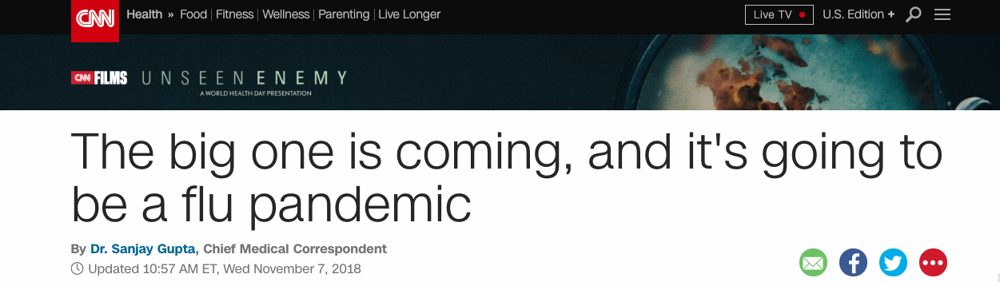 CNN Health » Food | Fitness | Wellness | Parenting | Live Longer Live TV U.S. Edition +
CNN FILMS UNSEEN ENEMY
A WORLD HEALTH DAY PRESENTATION
The big one is coming, and it's going to
be a flu pandemic
By Dr. Sanjay Gupta, Chief Medical Correspondent
Updated 10:57 AM ET, Wed November 7, 2018